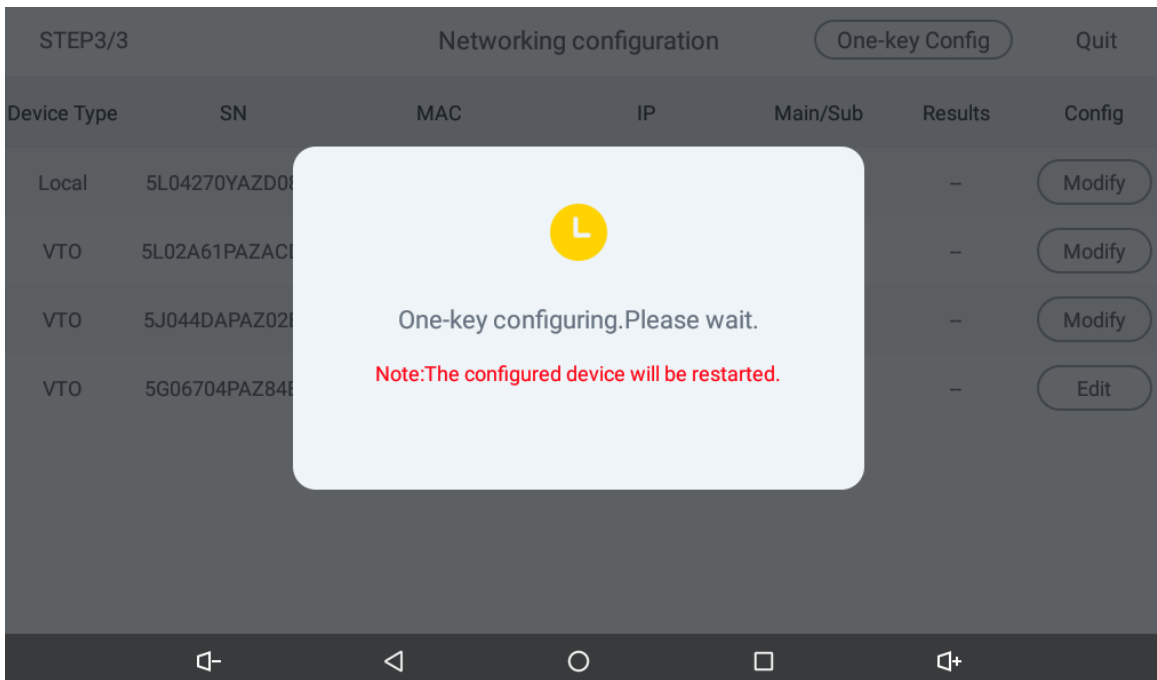 STEP3/3 Networking configuration One-key Config Quit
Device Type SN MAC IP Main/Sub Results Config
Local 5L04270YAZD08 -- Modify
VTO 5L02A61PAZAC -- Modify
VTO 5J044DAPAZ02 -- Modify
VTO 5G06704PAZ84 -- Edit
One-key configuring.Please wait.
Note:The configured device will be restarted.